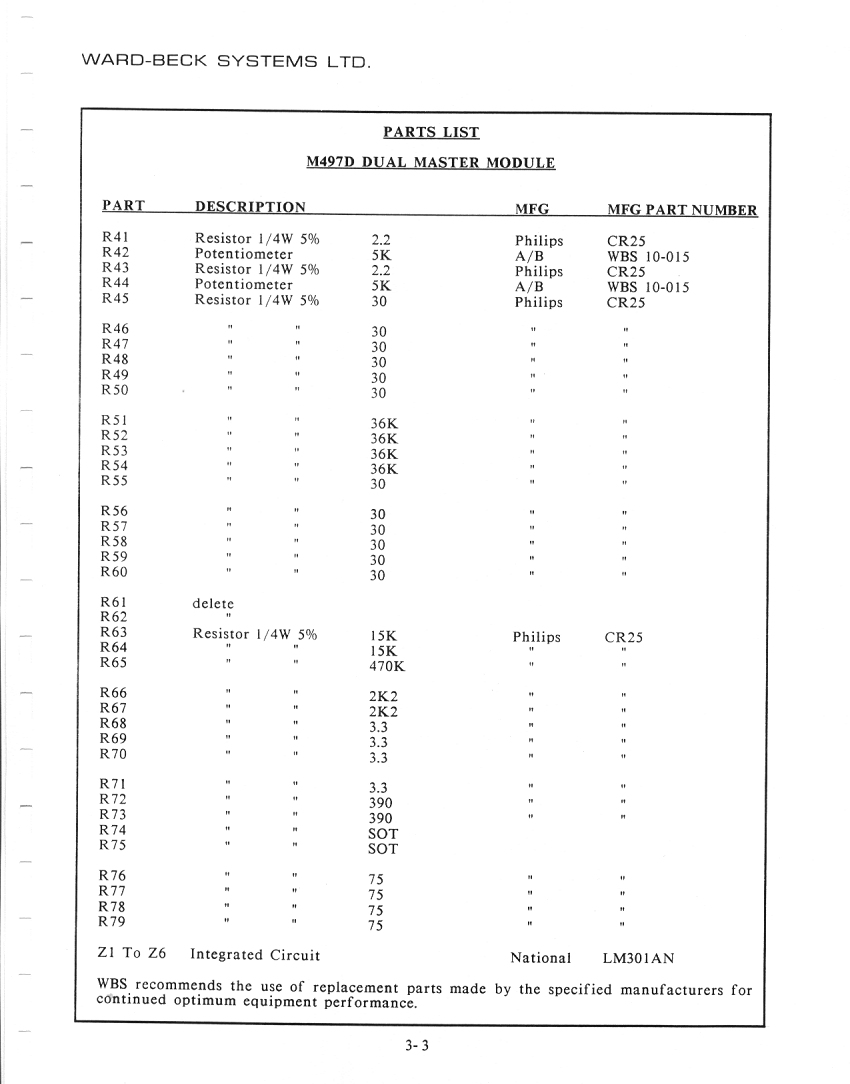 WARD-BECK SYSTEMS LTD.
PARTS LIST
M497D DUAL MASTER MODULE
PART DESCRIPTION MFG MFG PART NUMBER
R41 Resistor 1/4W 5% 2.2 Philips CR25
R42 Potentiometer 5K A/B WBS 10-015
R43 Resistor 1/4W 5% 2.2 Philips CR25
R44 Potentiometer 5K A/B WBS 10-015
R45 Resistor 1/4W 5% 30 Philips CR25
R46 " " 30 " "
R47 " " 30 " "
R48 " " 30 " "
R49 " " 30 " "
R50 " " 30 " "
R51 " " 36K " "
R52 " " 36K " "
R53 " " 36K " "
R54 " " 36K " "
R55 " " 30 " "
R56 " " 30 " "
R57 " " 30 " "
R58 " " 30 " "
R59 " " 30 " "
R60 " " 30 " "
R61 delete
R62 "
R63 Resistor 1/4W 5% 15K Philips CR25
R64 " " 15K " "
R65 " " 470K " "
R66 " " 2K2 " "
R67 " " 2K2 " "
R68 " " 3.3 " "
R69 " " 3.3 " "
R70 " " 3.3 " "
R71 " " 3.3 " "
R72 " " 390 " "
R73 " " 390 " "
R74 " " SOT
R75 " " SOT
R76 " " 75 " "
R77 " " 75 " "
R78 " " 75 " "
R79 " " 75 " "
Z1 To Z6 Integrated Circuit National LM301AN
WBS recommends the use of replacement parts made by the specified manufacturers for
continued optimum equipment performance.
3-3